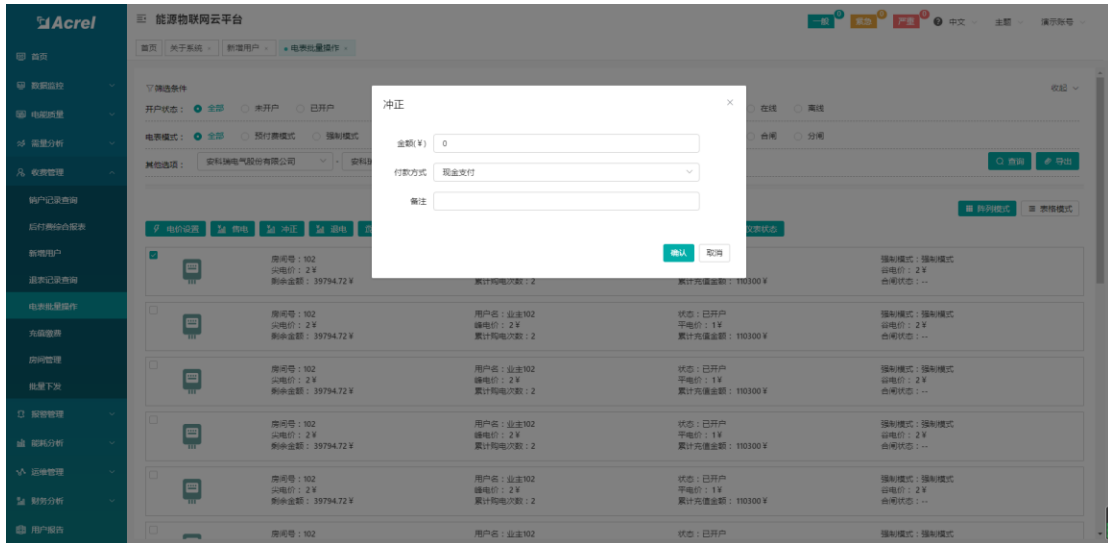 Acrel
能源物联网云平台
一般 0 紧急 0 严重 0 中文 主题 演示账号
首页 关于系统 新增用户 电表批量操作
首页
数据监控
电能质量
需量分析
收费管理
销户记录查询
后付费综合报表
新增用户
退费记录查询
电表批量操作
充值缴费
房间管理
批量下发
报警管理
能耗分析
运维管理
财务分析
用户报告
筛选条件 收起
开户状态： 全部 未开户 已开户 在线 离线
电表模式： 全部 预付费模式 强制模式 合闸 分闸
其他选项： 安科瑞电气股份有限公司 - 安科瑞 查询 导出
阵列模式 表格模式
电价设置 售电 冲正 退电 仪表状态
冲正
金额(￥) 0
付款方式 现金支付
备注
确认 取消
房间号：102 强制模式：强制模式
尖电价：2￥ 谷电价：2￥
剩余金额：39794.72￥ 累计购电次数：2 累计充值金额：110300￥ 合闸状态：--
房间号：102 用户名：业主102 状态：已开户 强制模式：强制模式
尖电价：2￥ 峰电价：2￥ 平电价：1￥ 谷电价：2￥
剩余金额：39794.72￥ 累计购电次数：2 累计充值金额：110300￥ 合闸状态：--
房间号：102 用户名：业主102 状态：已开户 强制模式：强制模式
尖电价：2￥ 峰电价：2￥ 平电价：1￥ 谷电价：2￥
剩余金额：39794.72￥ 累计购电次数：2 累计充值金额：110300￥ 合闸状态：--
房间号：102 用户名：业主102 状态：已开户 强制模式：强制模式
尖电价：2￥ 峰电价：2￥ 平电价：1￥ 谷电价：2￥
剩余金额：39794.72￥ 累计购电次数：2 累计充值金额：110300￥ 合闸状态：--
房间号：102 用户名：业主102 状态：已开户 强制模式：强制模式
尖电价：2￥ 峰电价：2￥ 平电价：1￥ 谷电价：2￥
剩余金额：39794.72￥ 累计购电次数：2 累计充值金额：110300￥ 合闸状态：--
房间号：102 用户名：业主102 状态：已开户 强制模式：强制模式